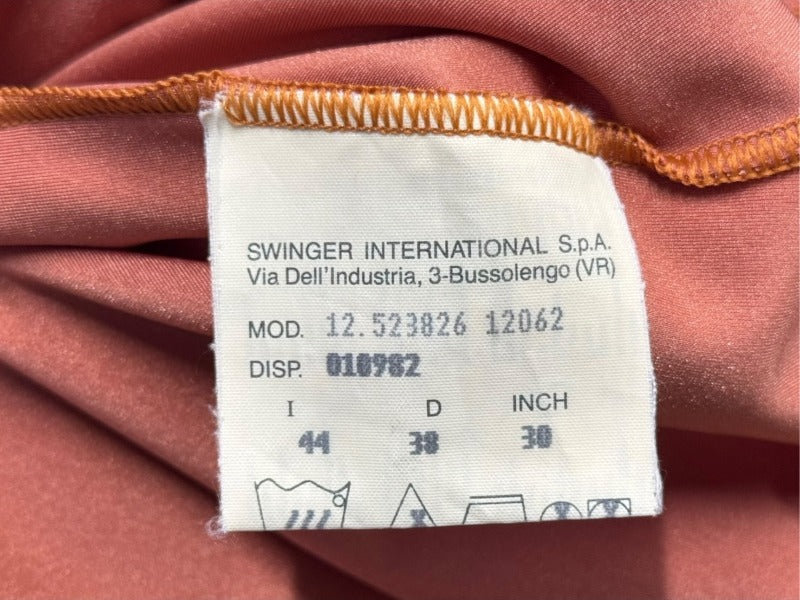 SWINGER INTERNATIONAL S.p.A.
Via Dell'Industria, 3-Bussolengo (VR)
MOD. 12.523826 12062
DISP. 010982
I D INCH
44 38 30